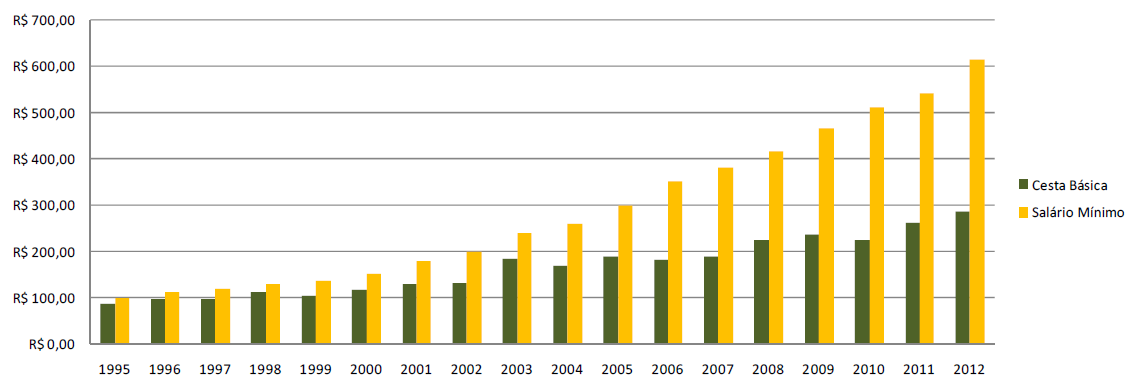 R$ 700,00
R$ 600,00
R$ 500,00
R$ 400,00
R$ 300,00
R$ 200,00
R$ 100,00
R$ 0,00
1995 1996 1997 1998 1999 2000 2001 2002 2003 2004 2005 2006 2007 2008 2009 2010 2011 2012
Cesta Básica
Salário Mínimo